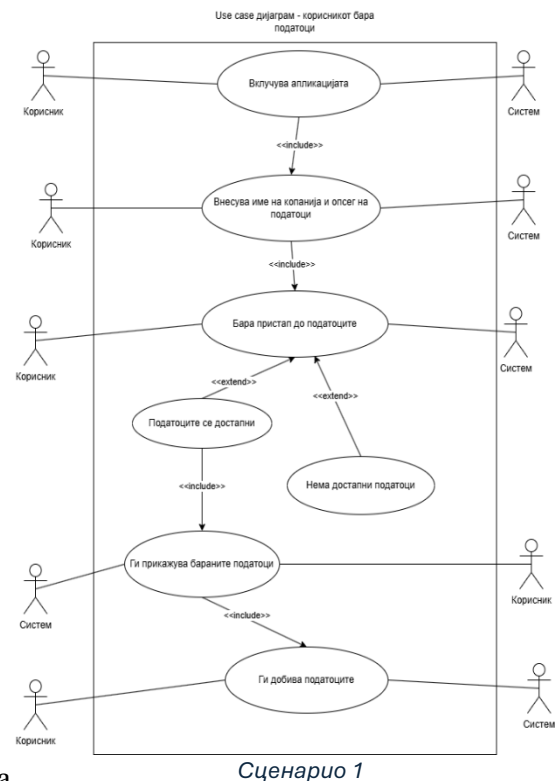 Use case дијаграм - корисникот бара
податоци
Вклучува апликацијата
Корисник
Систем
<<include>>
Внесува име на копанија и опсег на
податоци
Корисник
Систем
<<include>>
Бара пристап до податоците
Корисник
Систем
<<extend>>
<<extend>>
Податоците се достапни
<<include>>
Нема достапни податоци
Ги прикажува бараните податоци
Систем
Корисник
<<include>>
Ги добива податоците
Корисник
Систем
Сценарио 1
а